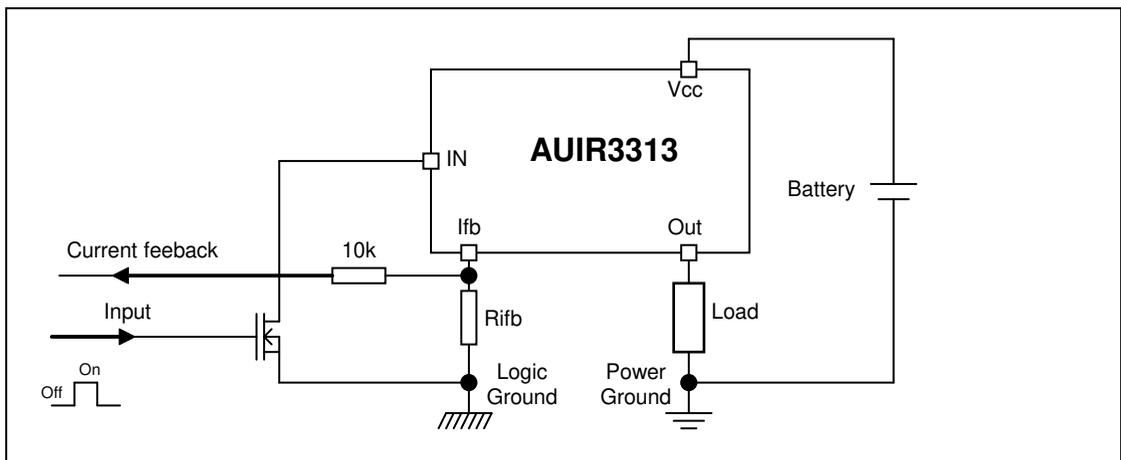 Vcc
AUIR3313
IN
Battery
Ifb
Out
Current feeback
10k
Input
Rifb
Load
On
Off
Logic
Ground
Power
Ground